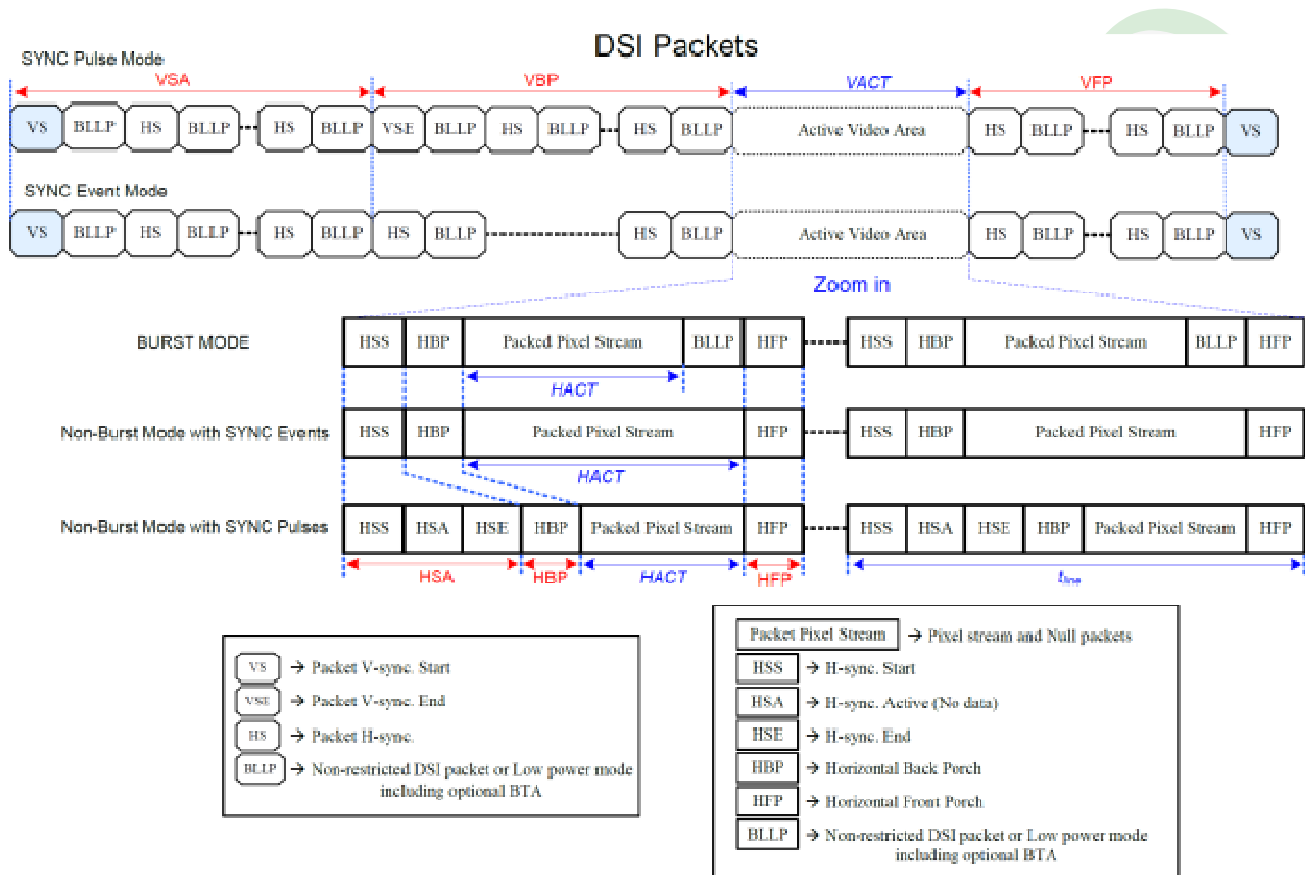 DSI Packets
SYNC Pulse Mode
VSA VBP VACT VFP
VS BLLP HS BLLP HS BLLP VSE BLLP HS BLLP HS BLLP Active Video Area HS BLLP HS BLLP VS
SYNC Event Mode
VS BLLP HS BLLP HS BLLP HS BLLP HS BLLP Active Video Area HS BLLP HS BLLP VS
Zoom in
BURST MODE HSS HBP Packed Pixel Stream BLLP HFP HSS HBP Packed Pixel Stream BLLP HFP
HACT
Non-Burst Mode with SYNC Events HSS HBP Packed Pixel Stream HFP HSS HBP Packed Pixel Stream HFP
HACT
Non-Burst Mode with SYNC Pulses HSS HSA HSE HBP Packed Pixel Stream HFP HSS HSA HSE HBP Packed Pixel Stream HFP
HSA HBP HACT HFP tline
VS → Packet V-sync. Start
VSE → Packet V-sync. End
HS → Packet H-sync.
BLLP → Non-restricted DSI packet or Low power mode
including optional BTA
Packet Pixel Stream → Pixel stream and Null packets
HSS → H-sync. Start
HSA → H-sync. Active (No data)
HSE → H-sync. End
HBP → Horizontal Back Porch
HFP → Horizontal Front Porch
BLLP → Non-restricted DSI packet or Low power mode
including optional BTA